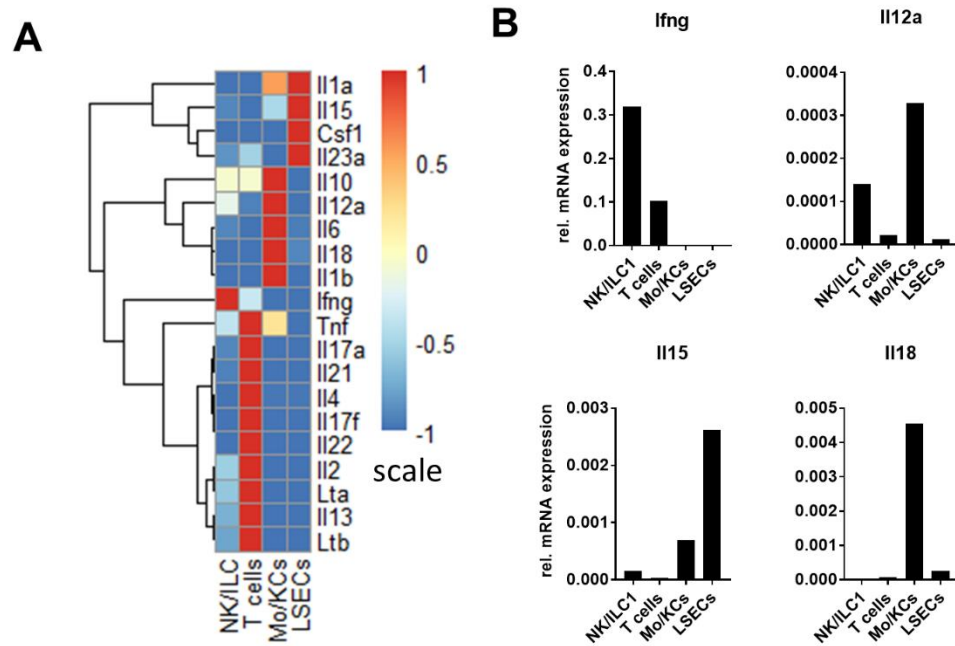 A
Il1a
Il15
Csf1
Il23a
Il10
Il12a
Il6
Il18
Il1b
Ifng
Tnf
Il17a
Il21
Il4
Il17f
Il22
Il2
Lta
Il13
Ltb
NK/ILC
T cells
Mo/KCs
LSECs
1
0.5
0
-0.5
-1
scale
B
Ifng
rel. mRNA expression
0.4
0.3
0.2
0.1
0.0
NK/ILC1
T cells
Mo/KCs
LSECs
Il12a
0.0004
0.0003
0.0002
0.0001
0.0000
NK/ILC1
T cells
Mo/KCs
LSECs
Il15
rel. mRNA expression
0.003
0.002
0.001
0.000
NK/ILC1
T cells
Mo/KCs
LSECs
Il18
0.005
0.004
0.003
0.002
0.001
0.000
NK/ILC1
T cells
Mo/KCs
LSECs